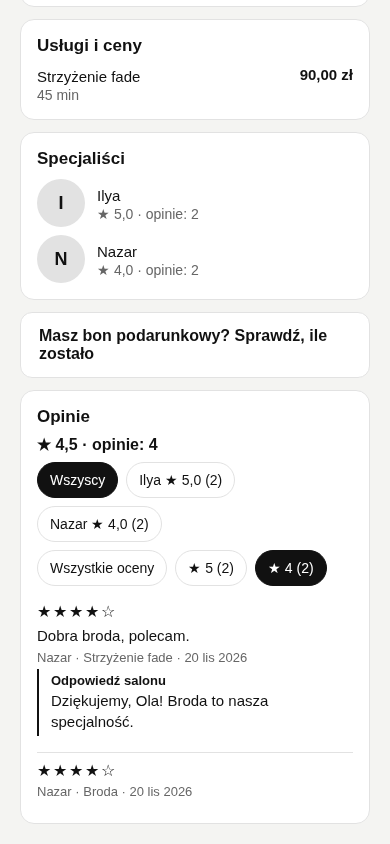 Usługi i ceny
Strzyżenie fade 90,00 zł
45 min
Specjaliści
I
Ilya
★ 5,0 · opinie: 2
N
Nazar
★ 4,0 · opinie: 2
Masz bon podarunkowy? Sprawdź, ile
zostało
Opinie
★ 4,5 · opinie: 4
Wszyscy Ilya ★ 5,0 (2)
Nazar ★ 4,0 (2)
Wszystkie oceny ★ 5 (2) ★ 4 (2)
★★★★☆
Dobra broda, polecam.
Nazar · Strzyżenie fade · 20 lis 2026
Odpowiedź salonu
Dziękujemy, Ola! Broda to nasza
specjalność.
★★★★☆
Nazar · Broda · 20 lis 2026